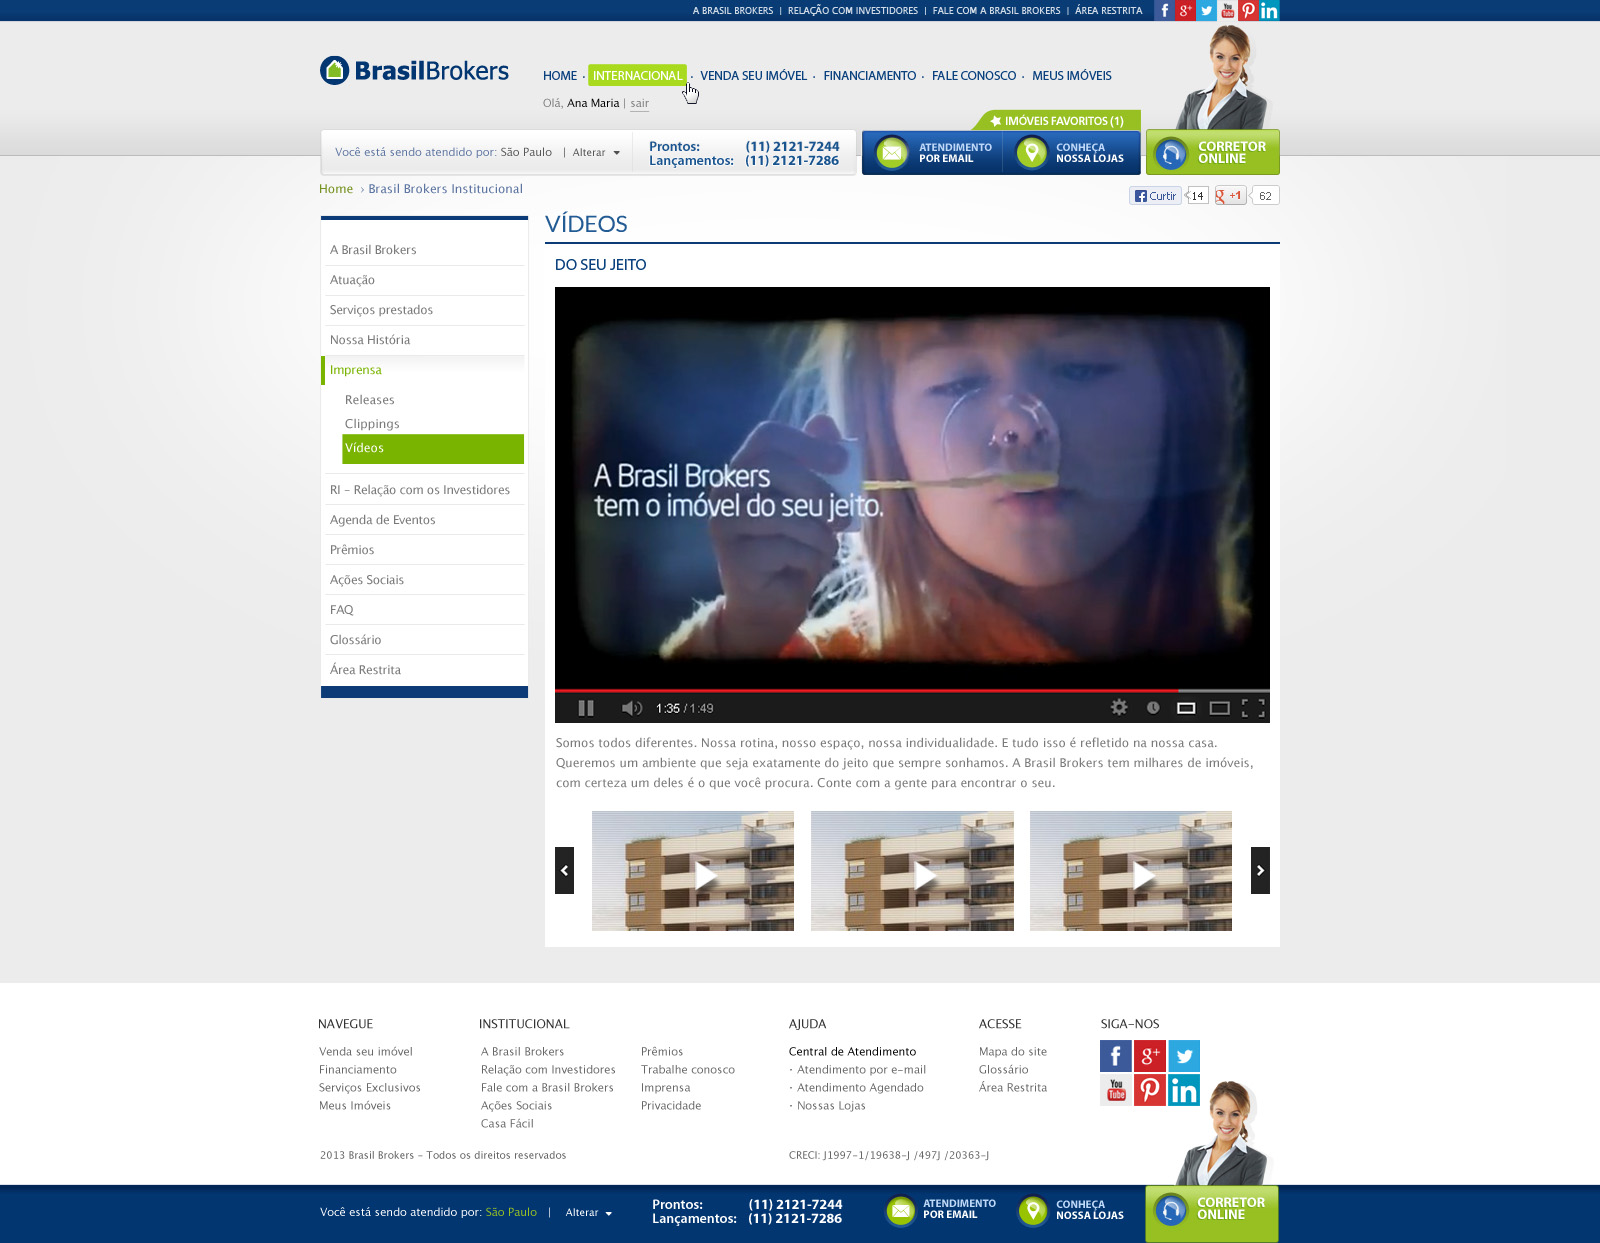 A BRASIL BROKERS | RELAÇÃO COM INVESTIDORES | FALE COM A BRASIL BROKERS | ÁREA RESTRITA
f g+ You Tube in
BrasilBrokers
HOME · INTERNACIONAL · VENDA SEU IMÓVEL · FINANCIAMENTO · FALE CONOSCO · MEUS IMÓVEIS
Olá, Ana Maria | sair
IMÓVEIS FAVORITOS (1)
Você está sendo atendido por: São Paulo | Alterar
Prontos: (11) 2121-7244
Lançamentos: (11) 2121-7286
ATENDIMENTO
POR EMAIL
CONHEÇA
NOSSA LOJAS
CORRETOR
ONLINE
Home › Brasil Brokers Institucional
Curtir 14 g +1 62
A Brasil Brokers
Atuação
Serviços prestados
Nossa História
Imprensa
Releases
Clippings
Vídeos
RI - Relação com os Investidores
Agenda de Eventos
Prêmios
Ações Sociais
FAQ
Glossário
Área Restrita
VÍDEOS
DO SEU JEITO
A Brasil Brokers
tem o imóvel do seu jeito.
1:35 / 1:49
Somos todos diferentes. Nossa rotina, nosso espaço, nossa individualidade. E tudo isso é refletido na nossa casa.
Queremos um ambiente que seja exatamente do jeito que sempre sonhamos. A Brasil Brokers tem milhares de imóveis,
com certeza um deles é o que você procura. Conte com a gente para encontrar o seu.
NAVEGUE
Venda seu imóvel
Financiamento
Serviços Exclusivos
Meus Imóveis
INSTITUCIONAL
A Brasil Brokers
Relação com Investidores
Fale com a Brasil Brokers
Ações Sociais
Casa Fácil
Prêmios
Trabalhe conosco
Imprensa
Privacidade
AJUDA
Central de Atendimento
· Atendimento por e-mail
· Atendimento Agendado
· Nossas Lojas
ACESSE
Mapa do site
Glossário
Área Restrita
SIGA-NOS
f g+
You Tube in
2013 Brasil Brokers - Todos os direitos reservados
CRECI: J1997-1/19638-J /497J /20363-J
Você está sendo atendido por: São Paulo | Alterar
Prontos: (11) 2121-7244
Lançamentos: (11) 2121-7286
ATENDIMENTO
POR EMAIL
CONHEÇA
NOSSA LOJAS
CORRETOR
ONLINE